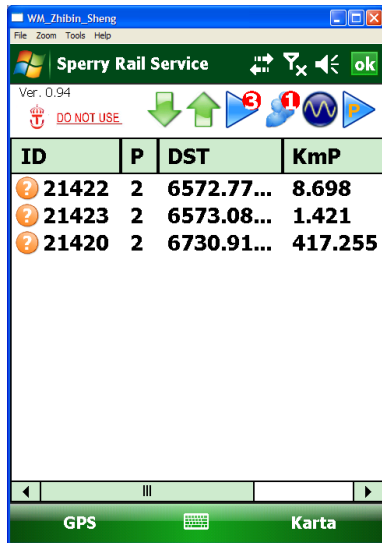 WM_Zhibin_Sheng
File Zoom Tools Help
Sperry Rail Service ok
Ver. 0.94
DO NOT USE
3 1 P
ID P DST KmP
? 21422 2 6572.77... 8.698
? 21423 2 6573.08... 1.421
? 21420 2 6730.91... 417.255
GPS Karta